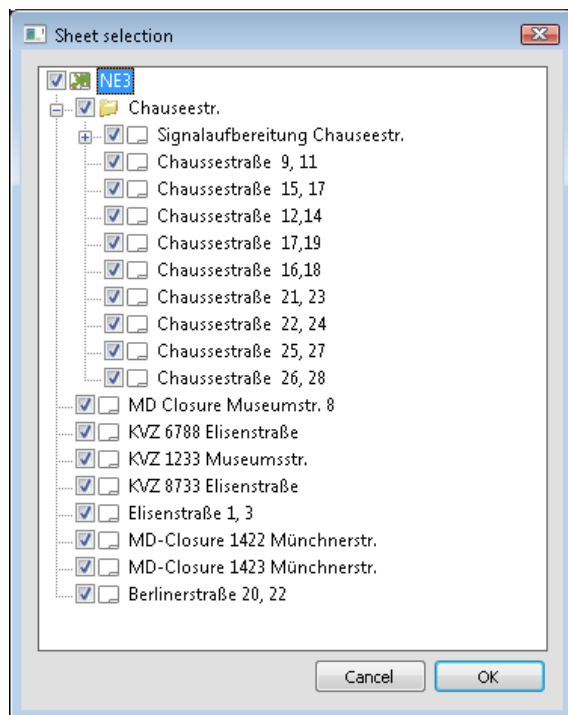 Sheet selection
NE3
Chauseestr.
Signalaufbereitung Chauseestr.
Chaussestraße 9, 11
Chaussestraße 15, 17
Chaussestraße 12,14
Chaussestraße 17,19
Chaussestraße 16,18
Chaussestraße 21, 23
Chaussestraße 22, 24
Chaussestraße 25, 27
Chaussestraße 26, 28
MD Closure Museumstr. 8
KVZ 6788 Elisenstraße
KVZ 1233 Museumsstr.
KVZ 8733 Elisenstraße
Elisenstraße 1, 3
MD-Closure 1422 Münchnerstr.
MD-Closure 1423 Münchnerstr.
Berlinerstraße 20, 22
Cancel OK